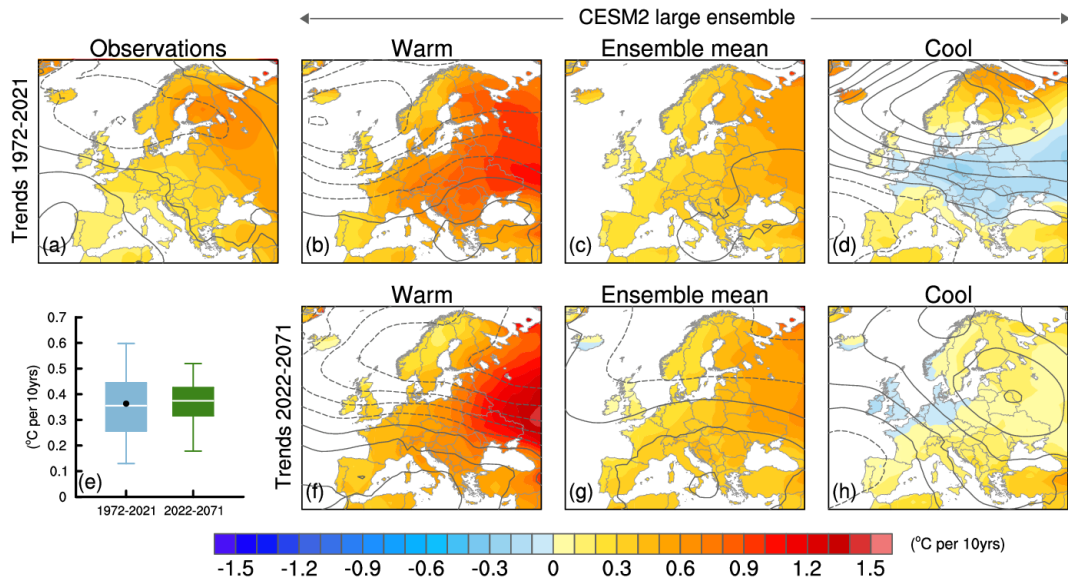 CESM2 large ensemble
Observations Warm Ensemble mean Cool
Trends 1972-2021
(a) (b) (c) (d)
Warm Ensemble mean Cool
Trends 2022-2071
0.7
0.6
0.5
0.4
0.3
0.2
0.1
0
(°C per 10yrs)
(e)
1972-2021 2022-2071
(f) (g) (h)
-1.5 -1.2 -0.9 -0.6 -0.3 0 0.3 0.6 0.9 1.2 1.5
(°C per 10yrs)